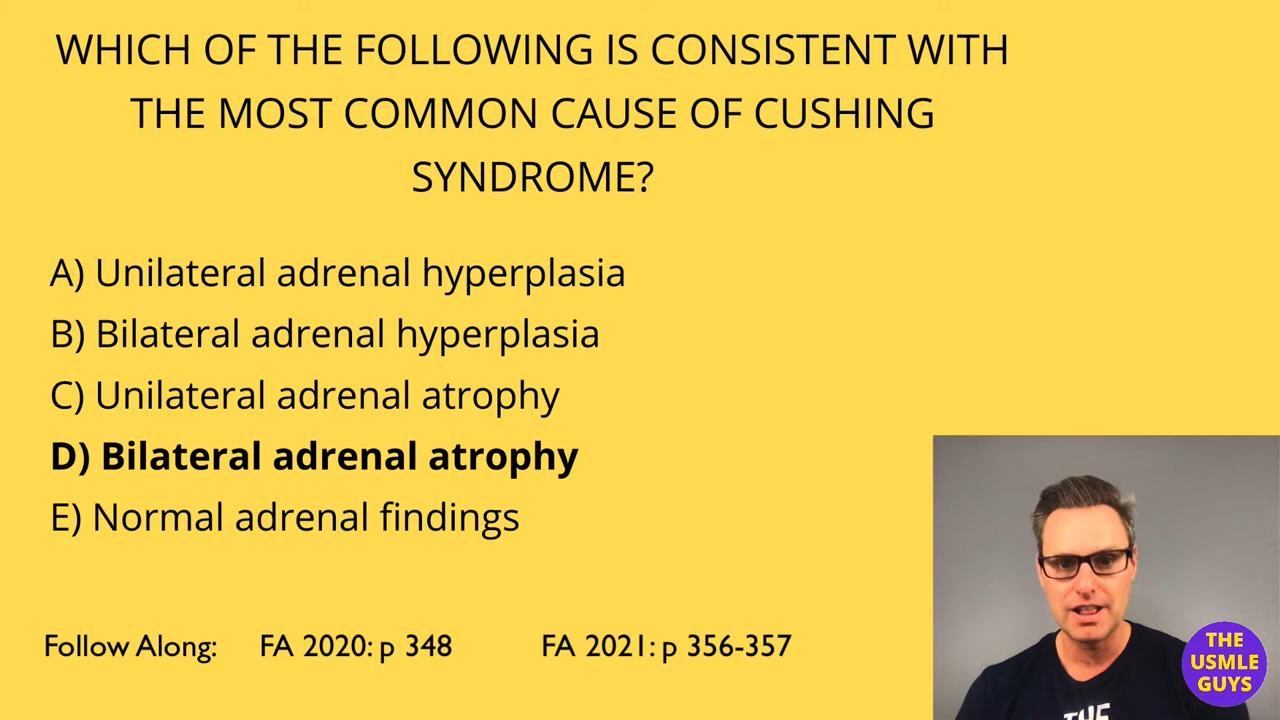 WHICH OF THE FOLLOWING IS CONSISTENT WITH
THE MOST COMMON CAUSE OF CUSHING
SYNDROME?
A) Unilateral adrenal hyperplasia
B) Bilateral adrenal hyperplasia
C) Unilateral adrenal atrophy
D) Bilateral adrenal atrophy
E) Normal adrenal findings
Follow Along: FA 2020: p 348 FA 2021: p 356-357
THE
USMLE
GUYS
THE